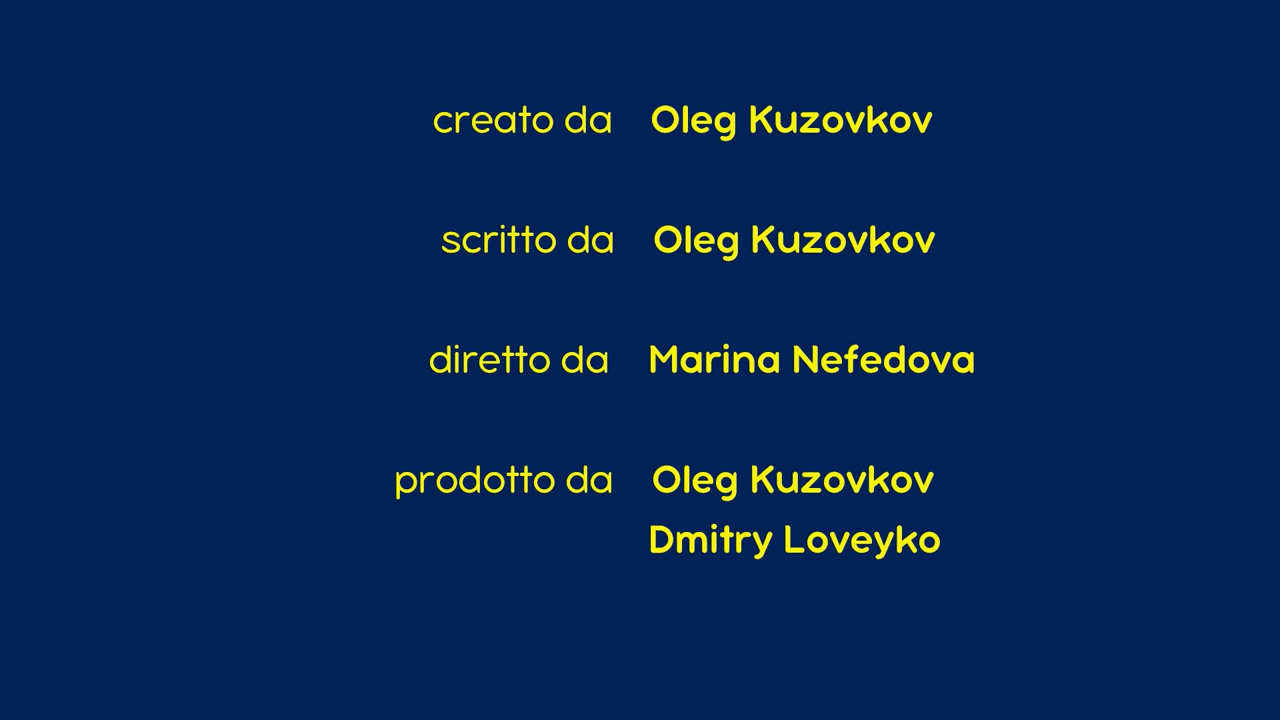 creato da Oleg Kuzovkov
scritto da Oleg Kuzovkov
diretto da Marina Nefedova
prodotto da Oleg Kuzovkov
Dmitry Loveyko